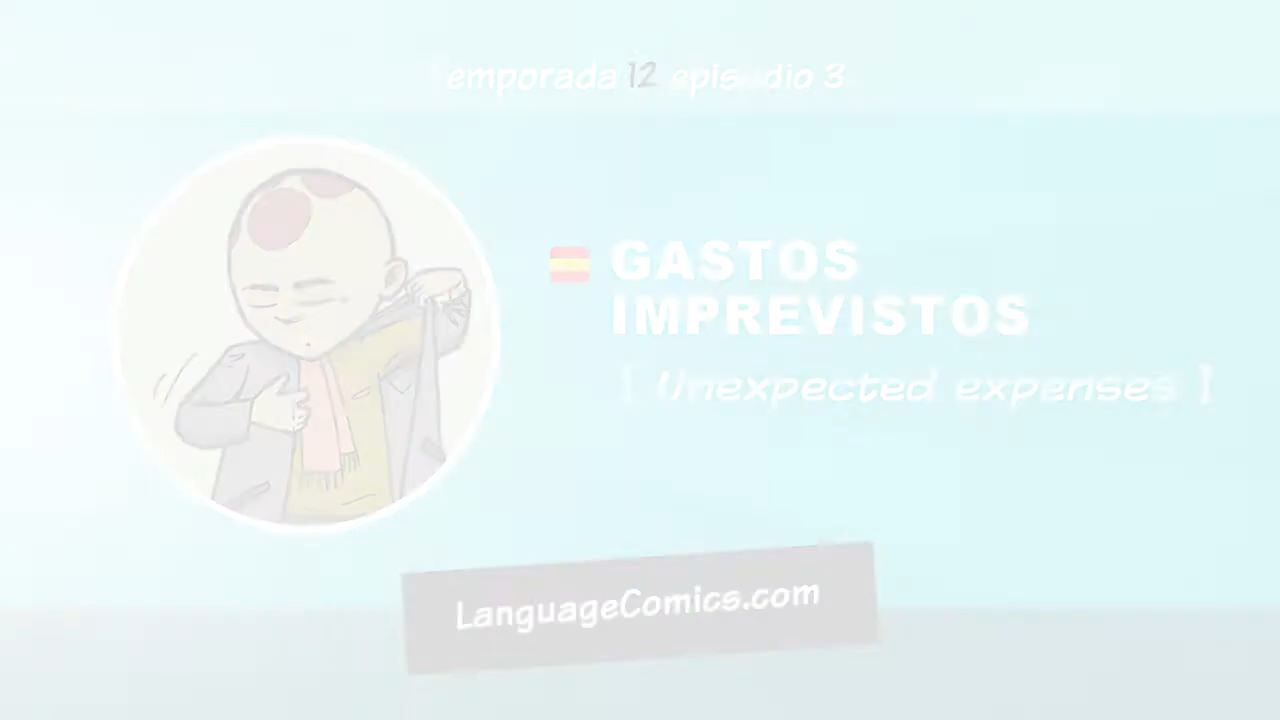 Temporada 12 episodio 3
GASTOS
IMPREVISTOS
[ Unexpected expenses ]
LanguageComics.com